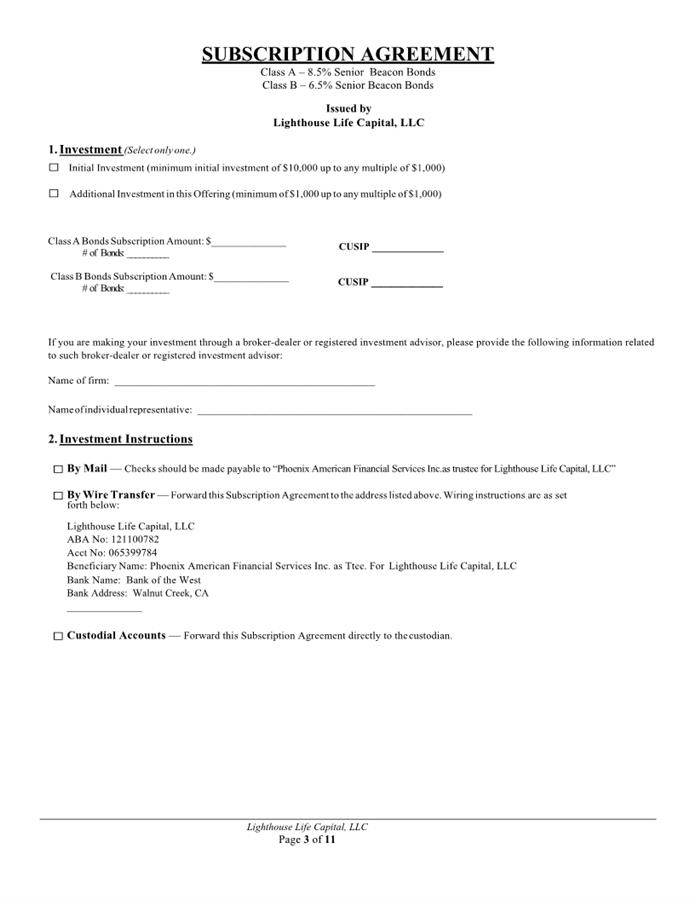 SUBSCRIPTION AGREEMENT
Class A – 8.5% Senior Beacon Bonds
Class B – 6.5% Senior Beacon Bonds
Issued by
Lighthouse Life Capital, LLC
1. Investment (Select only one.)
☐ Initial Investment (minimum initial investment of $10,000 up to any multiple of $1,000)
☐ Additional Investment in this Offering (minimum of $1,000 up to any multiple of $1,000)
Class A Bonds Subscription Amount: $_______________ CUSIP ______________
# of Bonds: _________
Class B Bonds Subscription Amount: $_______________ CUSIP ______________
# of Bonds: _________
If you are making your investment through a broker-dealer or registered investment advisor, please provide the following information related
to such broker-dealer or registered investment advisor:
Name of firm: ____________________________________________________
Name of individual representative: _______________________________________________________
2. Investment Instructions
☐ By Mail — Checks should be made payable to “Phoenix American Financial Services Inc.as trustee for Lighthouse Life Capital, LLC”
☐ By Wire Transfer — Forward this Subscription Agreement to the address listed above. Wiring instructions are as set
forth below:
Lighthouse Life Capital, LLC
ABA No: 121100782
Acct No: 065399784
Beneficiary Name: Phoenix American Financial Services Inc. as Ttee. For Lighthouse Life Capital, LLC
Bank Name: Bank of the West
Bank Address: Walnut Creek, CA
_______________
☐ Custodial Accounts — Forward this Subscription Agreement directly to the custodian.
Lighthouse Life Capital, LLC
Page 3 of 11